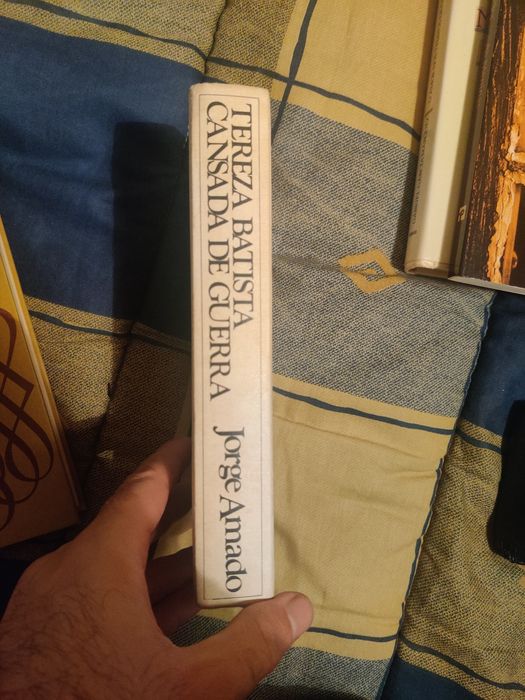 TEREZA BATISTA
CANSADA DE GUERRA
Jorge Amado